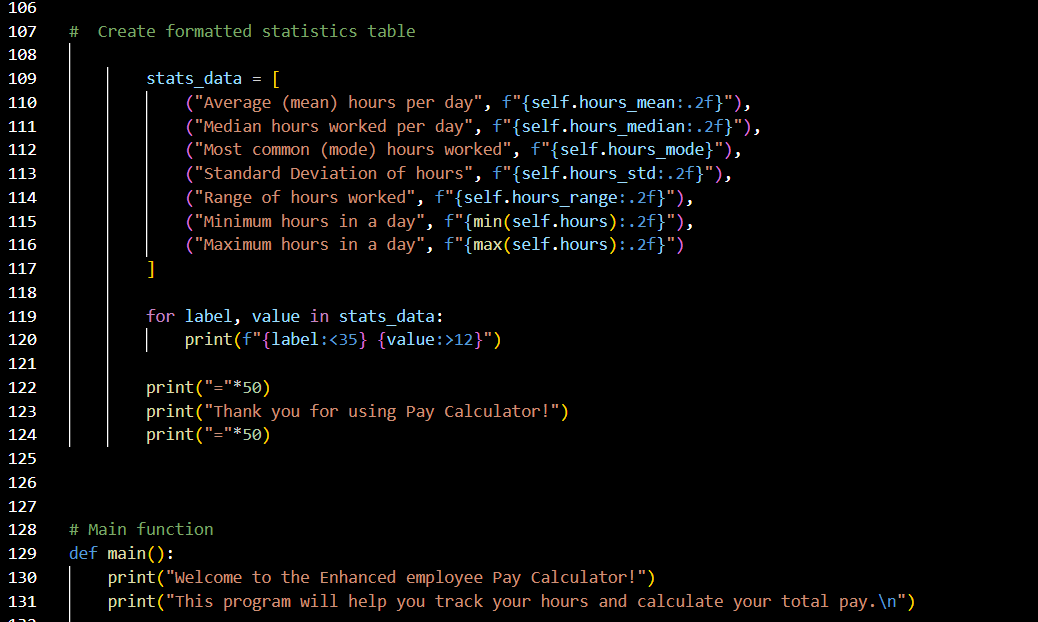 106
107 #  Create formatted statistics table
108
109         stats_data = [
110             ("Average (mean) hours per day", f"{self.hours_mean:.2f}"),
111             ("Median hours worked per day", f"{self.hours_median:.2f}"),
112             ("Most common (mode) hours worked", f"{self.hours_mode}"),
113             ("Standard Deviation of hours", f"{self.hours_std:.2f}"),
114             ("Range of hours worked", f"{self.hours_range:.2f}"),
115             ("Minimum hours in a day", f"{min(self.hours):.2f}"),
116             ("Maximum hours in a day", f"{max(self.hours):.2f}")
117         ]
118
119         for label, value in stats_data:
120             print(f"{label:<35} {value:>12}")
121
122         print("="*50)
123         print("Thank you for using Pay Calculator!")
124         print("="*50)
125
126
127
128 # Main function
129 def main():
130     print("Welcome to the Enhanced employee Pay Calculator!")
131     print("This program will help you track your hours and calculate your total pay.\n")